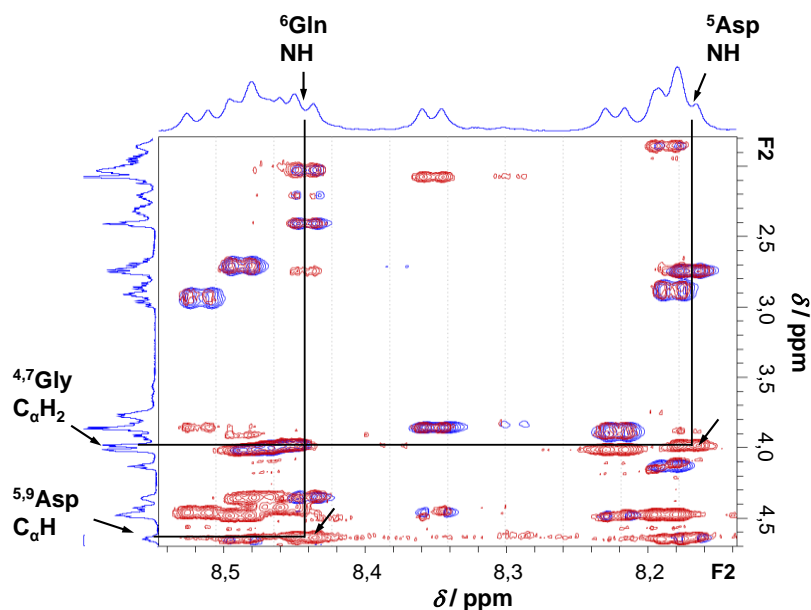 ⁶Gln
NH
⁵Asp
NH
F2
2,5
3,0
3,5
4,0
4,5
δ / ppm
⁴,⁷Gly
CαH₂
⁵,⁹Asp
CαH
8,5
8,4
8,3
8,2
F2
δ / ppm